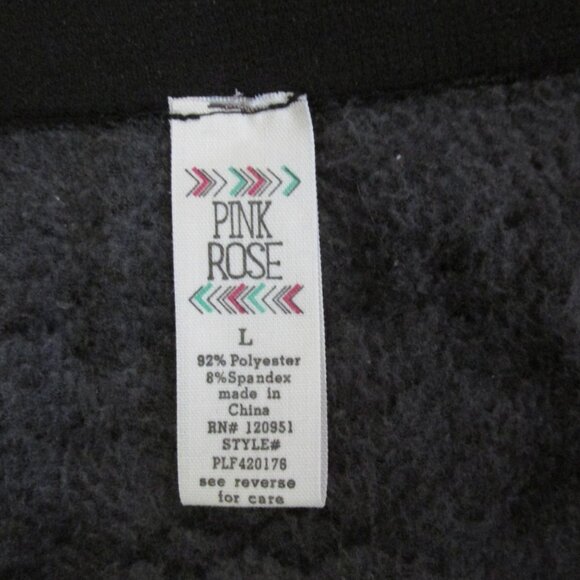 PINK
ROSE
L
92% Polyester
8%Spandex
made in
China
RN# 120951
STYLE#
PLF420178
see reverse
for care